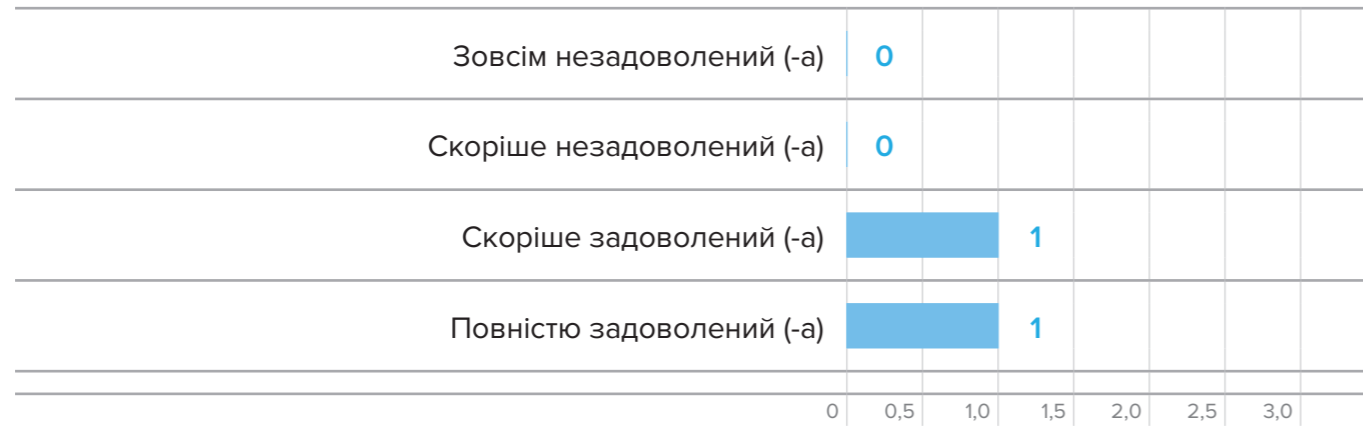 Зовсім незадоволений (-а) 0
Скоріше незадоволений (-а) 0
Скоріше задоволений (-а) 1
Повністю задоволений (-а) 1
0 0,5 1,0 1,5 2,0 2,5 3,0